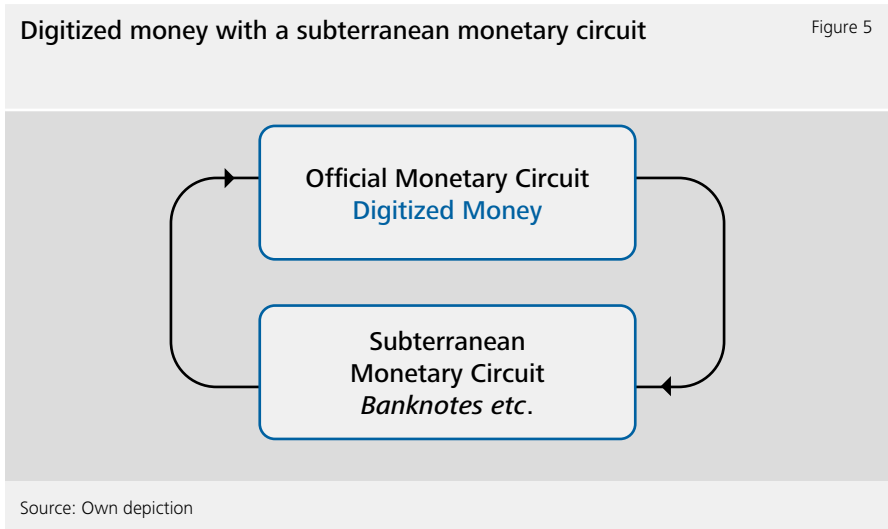 Digitized money with a subterranean monetary circuit
Figure 5
Official Monetary Circuit
Digitized Money
Subterranean
Monetary Circuit
Banknotes etc.
Source: Own depiction